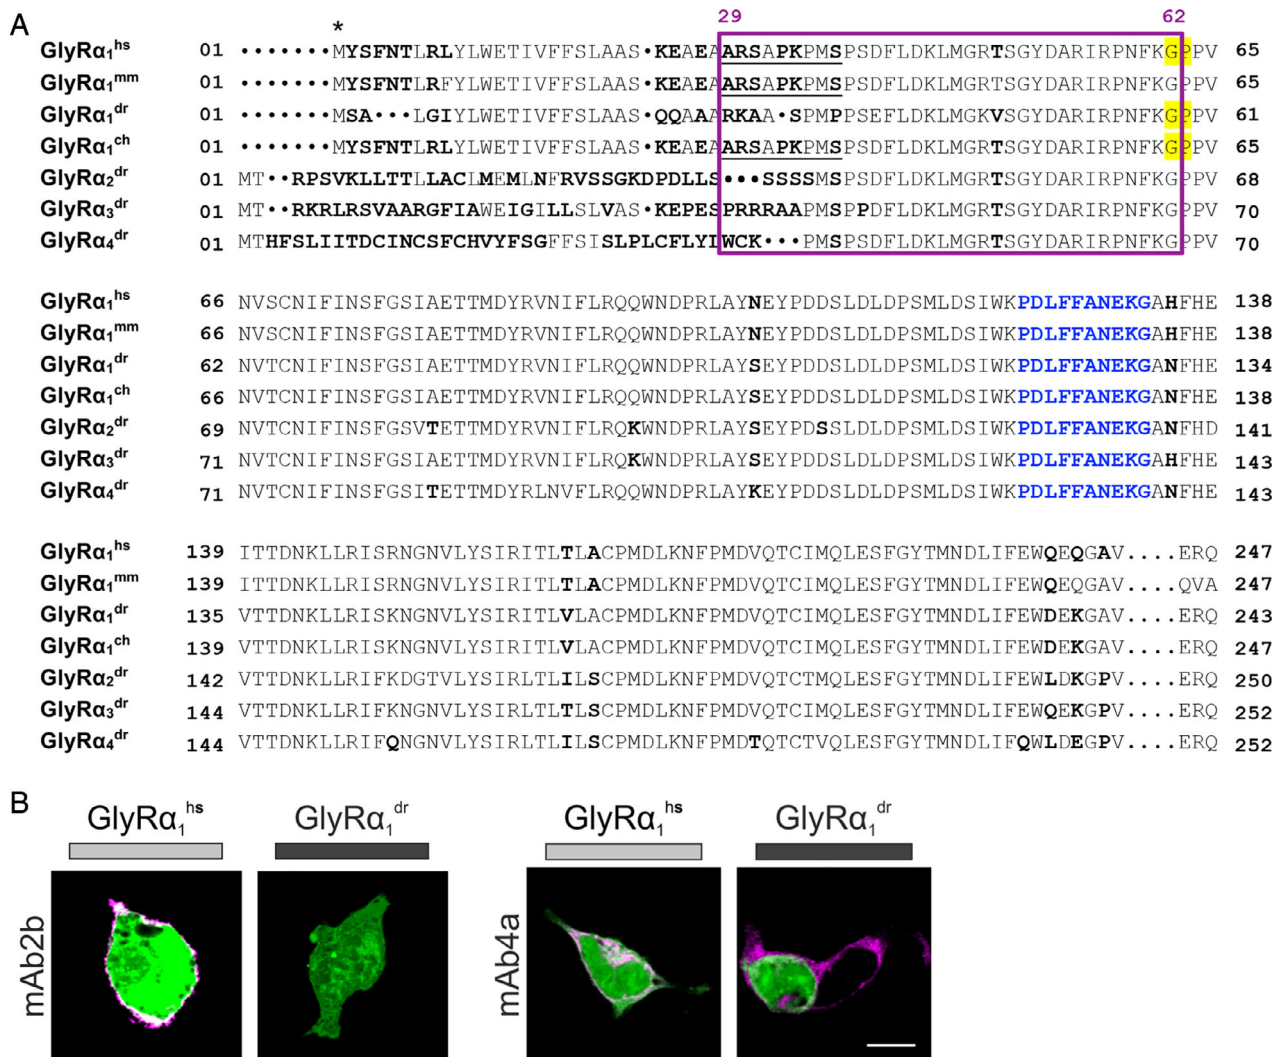 A
29 62
*
GlyRα₁ʰˢ 01 •••••••MYSFNTLRLYLWETIVFFSLAAS•KEAEAARSAPKPMSPSDFLDKLMGRTSGYDARIRPNFKGPPV 65
GlyRα₁ᵐᵐ 01 •••••••MYSFNTLRFYLWETIVFFSLAAS•KEAEAARSAPKPMSPSDFLDKLMGRTSGYDARIRPNFKGPPV 65
GlyRα₁ᵈʳ 01 •••••••MSA•••LGIYLWETIVFFSLAAS•QQAAARKAA•SPMPPSEFLDKLMGKVSGYDARIRPNFKGPPV 61
GlyRα₁ᶜʰ 01 •••••••MYSFNTLRLYLWETIVFFSLAAS•KEAEAARSAPKPMSPSDFLDKLMGRTSGYDARIRPNFKGPPV 65
GlyRα₂ᵈʳ 01 MT••RPSVKLLTTLLACLMEMLNFRVSSGKDPDLLS•••SSSSMSPSDFLDKLMGRTSGYDARIRPNFKGPPV 68
GlyRα₃ᵈʳ 01 MT••RKRLRSVAARGFIAWEIGILLSLVAS•KEPESPRRRAAPMSPPDFLDKLMGRTSGYDARIRPNFKGPPV 70
GlyRα₄ᵈʳ 01 MTHFSLIITDCINCSFCHVYFSGFFSISLPLCFLYIWCK•••PMSPSDFLDKLMGRTSGYDARIRPNFKGPPV 70
GlyRα₁ʰˢ 66 NVSCNIFINSFGSIAETTMDYRVNIFLRQQWNDPRLAYNEYPDDSLDLDPSMLDSIWKPDLFFANEKGAHFHE 138
GlyRα₁ᵐᵐ 66 NVSCNIFINSFGSIAETTMDYRVNIFLRQQWNDPRLAYNEYPDDSLDLDPSMLDSIWKPDLFFANEKGAHFHE 138
GlyRα₁ᵈʳ 62 NVTCNIFINSFGSIAETTMDYRVNIFLRQQWNDPRLAYSEYPDDSLDLDPSMLDSIWKPDLFFANEKGANFHE 134
GlyRα₁ᶜʰ 66 NVTCNIFINSFGSIAETTMDYRVNIFLRQQWNDPRLAYSEYPDDSLDLDPSMLDSIWKPDLFFANEKGANFHE 138
GlyRα₂ᵈʳ 69 NVTCNIFINSFGSVTETTMDYRVNIFLRQKWNDPRLAYSEYPDDSLDLDPSMLDSIWKPDLFFANEKGANFHD 141
GlyRα₃ᵈʳ 71 NVTCNIFINSFGSIAETTMDYRVNIFLRQKWNDPRLAYSEYPDDSLDLDPSMLDSIWKPDLFFANEKGAHFHE 143
GlyRα₄ᵈʳ 71 NVTCNIFINSFGSITETTMDYRLNVFLRQQWNDPRLAYKEYPDDSLDLDPSMLDSIWKPDLFFANEKGANFHE 143
GlyRα₁ʰˢ 139 ITTDNKLLRISRNGNVLYSIRITLTLACPMDLKNFPMDVQTCIMQLESFGYTMNDLIFEWQEQGAV....ERQ 247
GlyRα₁ᵐᵐ 139 ITTDNKLLRISRNGNVLYSIRITLTLACPMDLKNFPMDVQTCIMQLESFGYTMNDLIFEWQEQGAV....QVA 247
GlyRα₁ᵈʳ 135 VTTDNKLLRISKNGNVLYSIRITLVLACPMDLKNFPMDVQTCIMQLESFGYTMNDLIFEWDEKGAV....ERQ 243
GlyRα₁ᶜʰ 139 VTTDNKLLRISKNGNVLYSIRITLVLACPMDLKNFPMDVQTCIMQLESFGYTMNDLIFEWDEKGAV....ERQ 247
GlyRα₂ᵈʳ 142 VTTDNKLLRIFKDGTVLYSIRLTLILSCPMDLKNFPMDVQTCTMQLESFGYTMNDLIFEWLDKGPV....ERQ 250
GlyRα₃ᵈʳ 144 VTTDNKLLRIFKNGNVLYSIRLTLTLSCPMDLKNFPMDVQTCIMQLESFGYTMNDLIFEWQEKGPV....ERQ 252
GlyRα₄ᵈʳ 144 VTTDNKLLRIFQNGNVLYSIRLTLILSCPMDLKNFPMDTQTCTVQLESFGYTMNDLIFQWLDEGPV....ERQ 252
B
GlyRα₁ʰˢ GlyRα₁ᵈʳ GlyRα₁ʰˢ GlyRα₁ᵈʳ
mAb2b
mAb4a